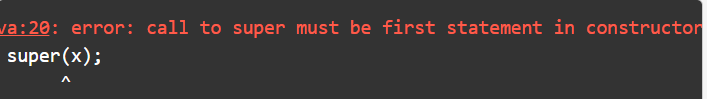 va:20: error: call to super must be first statement in constructor
super(x);
^